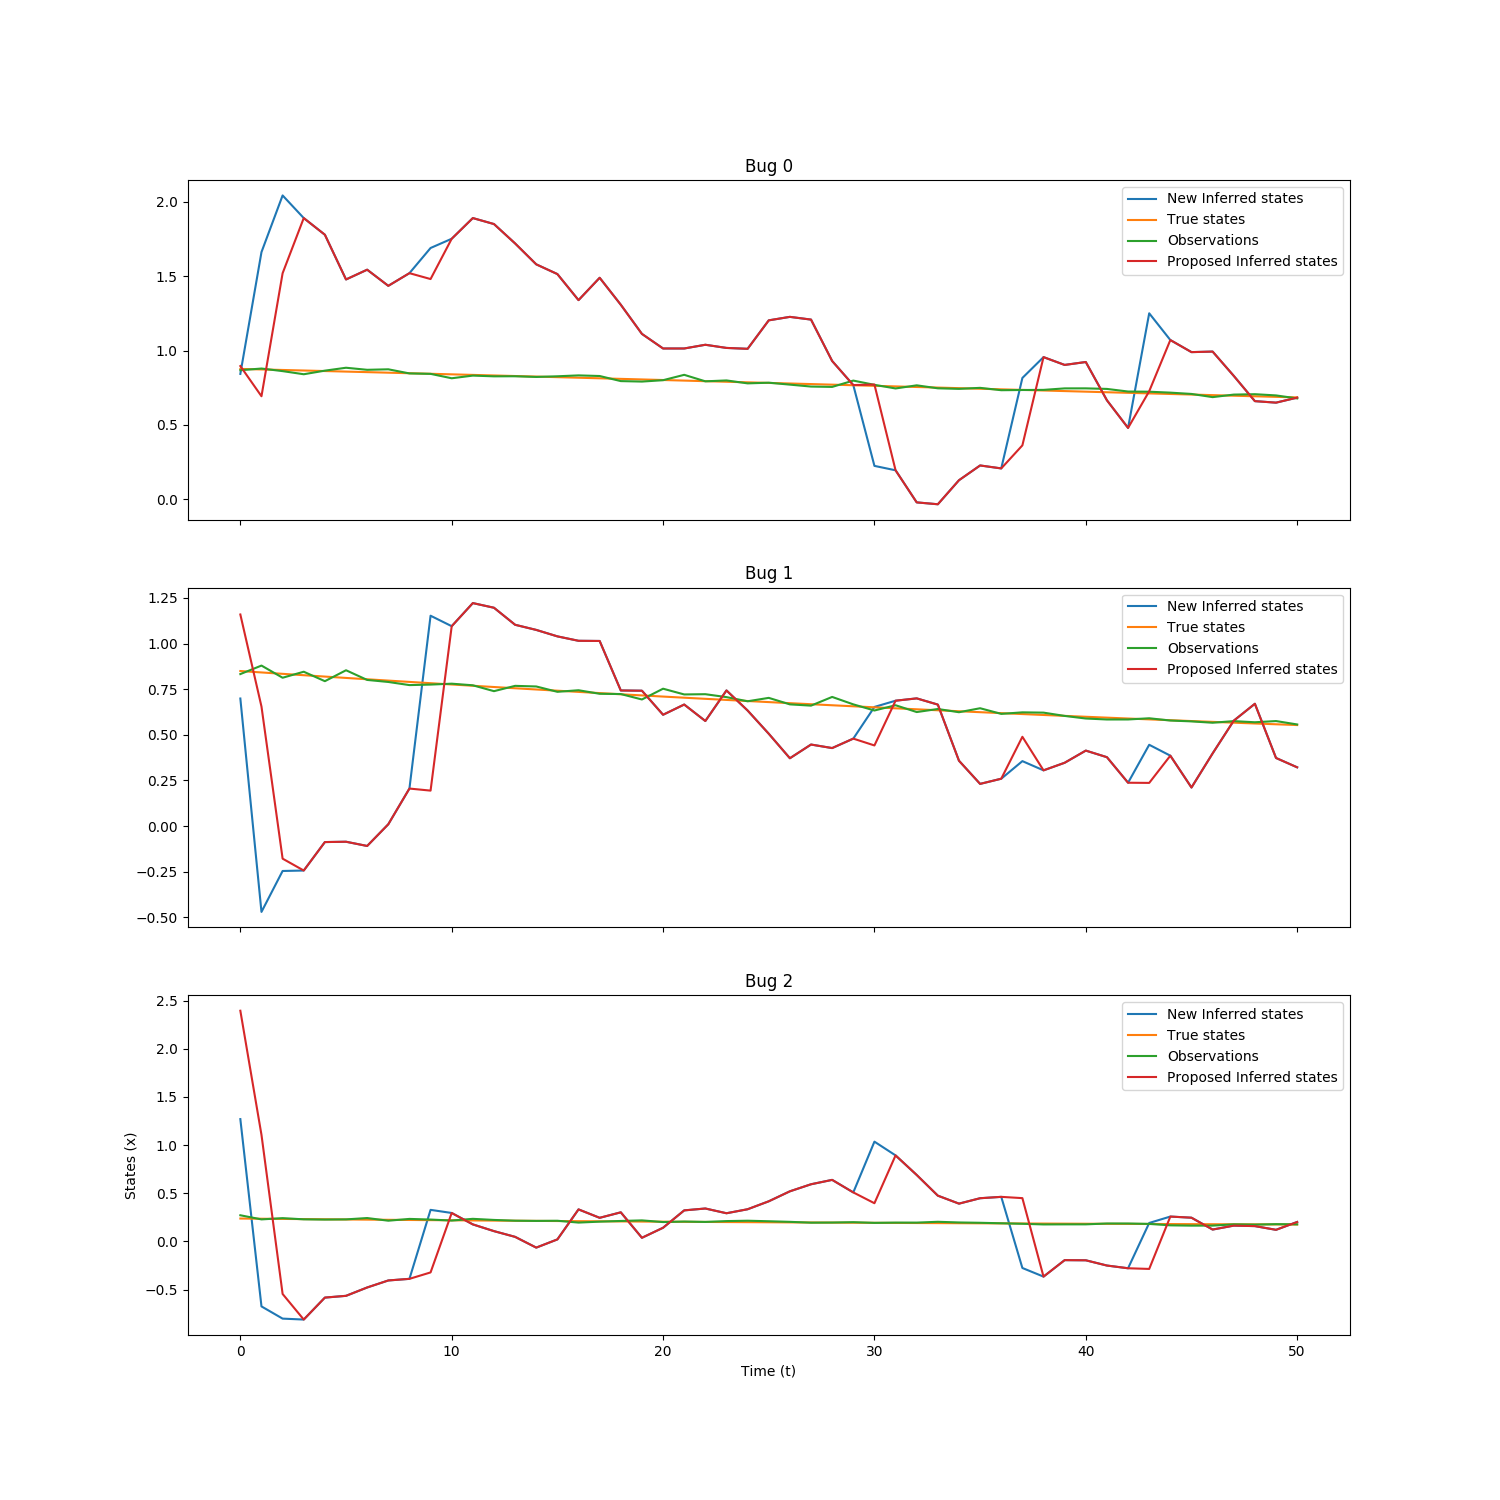 Bug 0
2.0
1.5
1.0
0.5
0.0
New Inferred states
True states
Observations
Proposed Inferred states
Bug 1
1.25
1.00
0.75
0.50
0.25
0.00
−0.25
−0.50
New Inferred states
True states
Observations
Proposed Inferred states
Bug 2
2.5
2.0
1.5
1.0
0.5
0.0
−0.5
States (x)
New Inferred states
True states
Observations
Proposed Inferred states
0 10 20 30 40 50
Time (t)